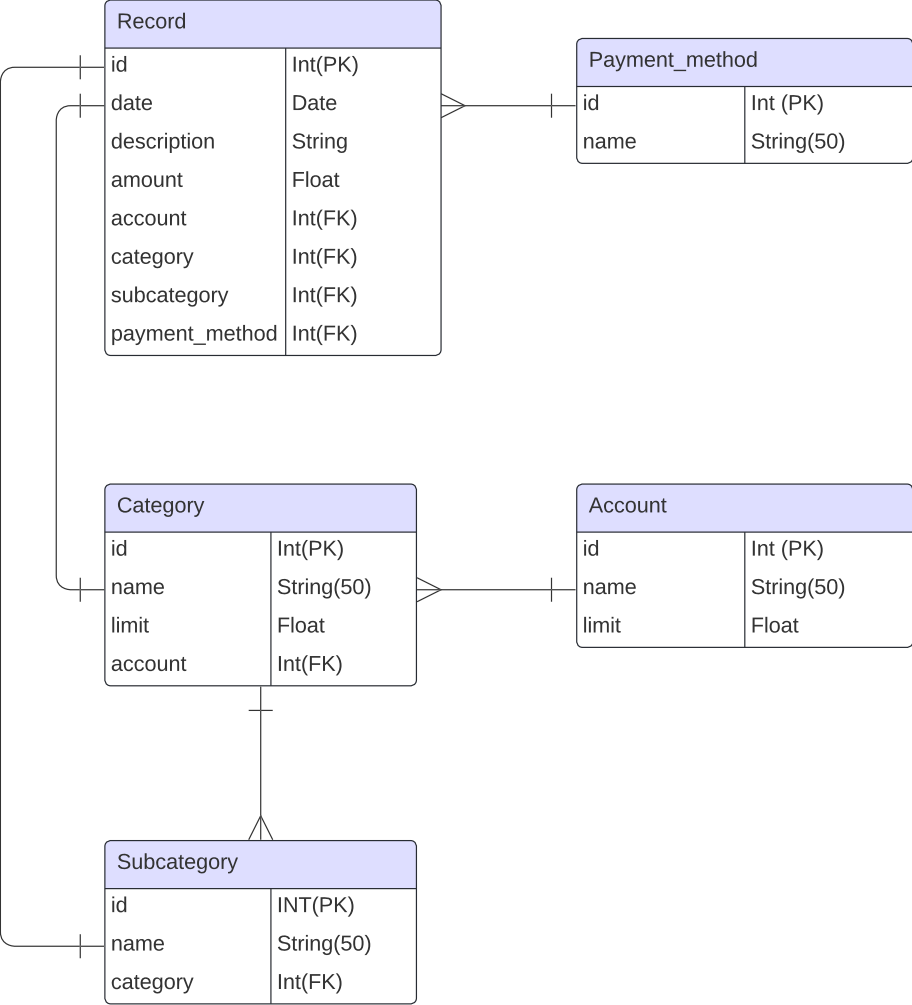 Record
id Int(PK)
date Date
description String
amount Float
account Int(FK)
category Int(FK)
subcategory Int(FK)
payment_method Int(FK)
Payment_method
id Int (PK)
name String(50)
Category
id Int(PK)
name String(50)
limit Float
account Int(FK)
Account
id Int (PK)
name String(50)
limit Float
Subcategory
id INT(PK)
name String(50)
category Int(FK)